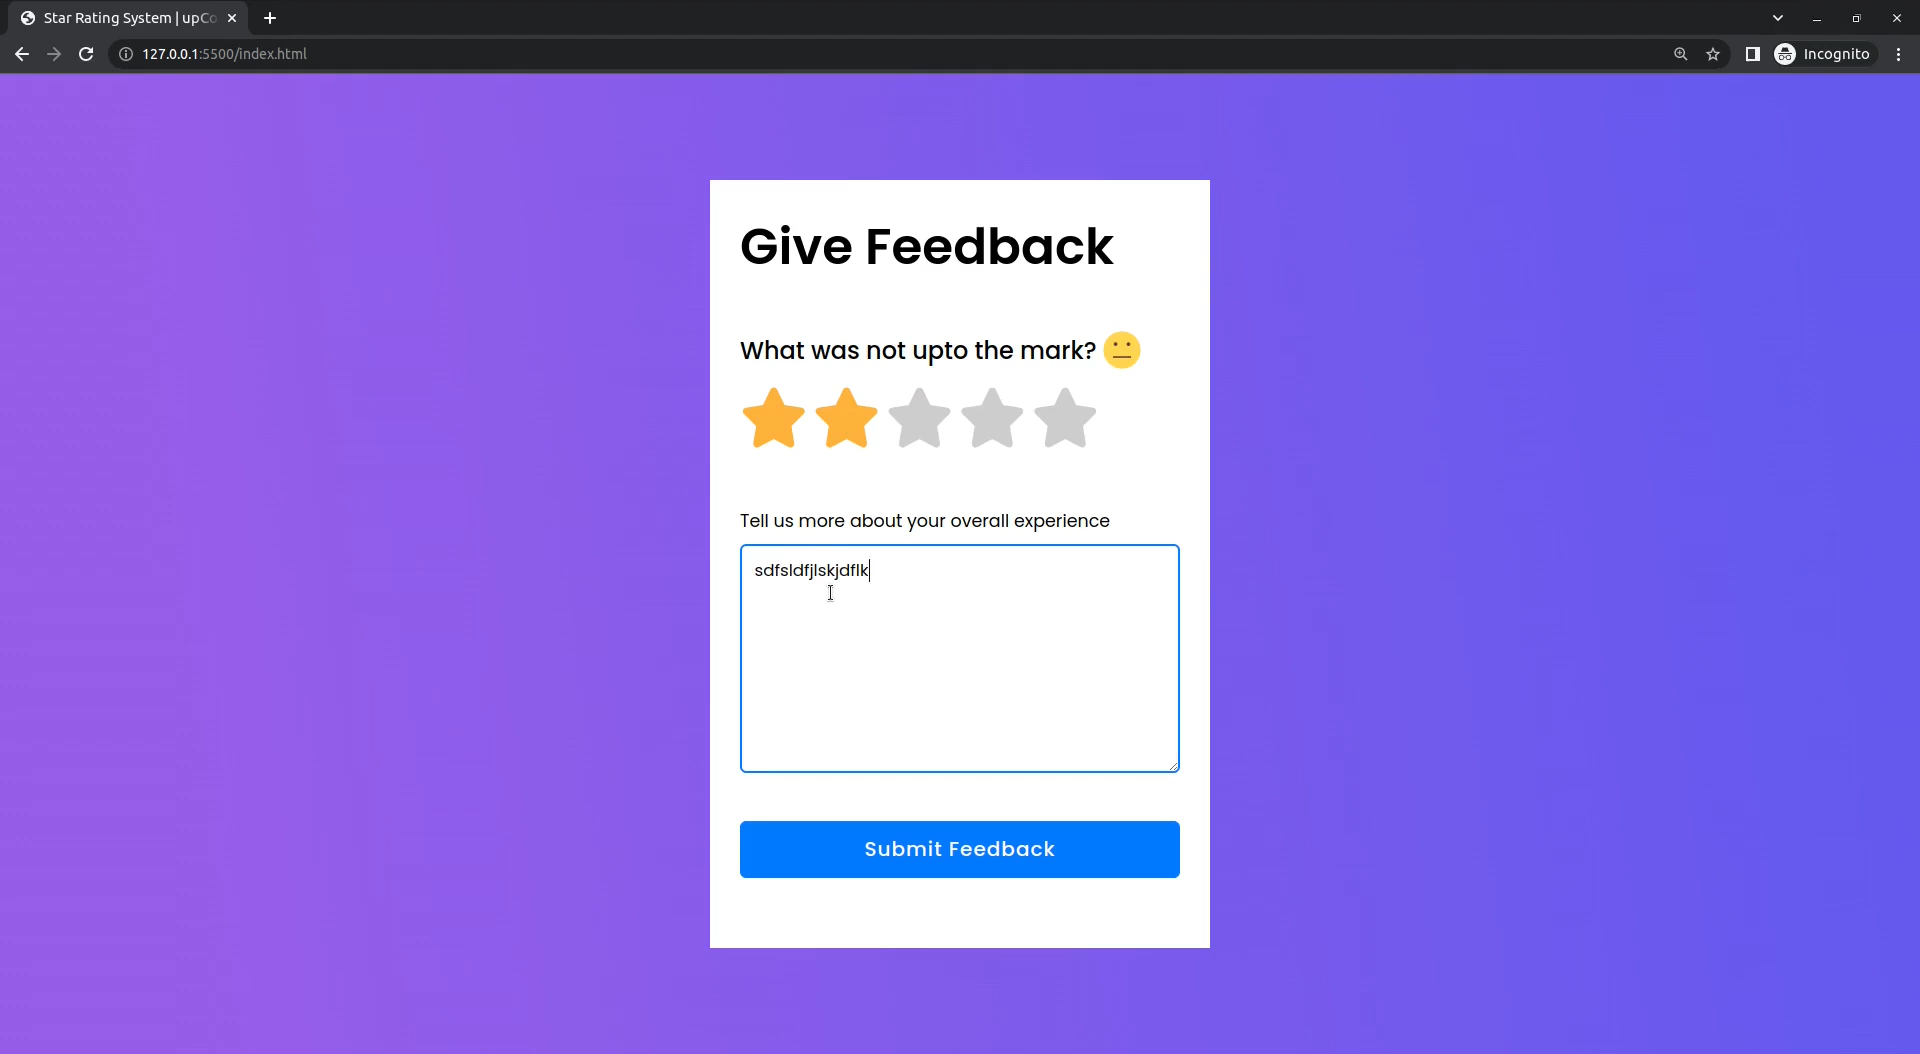 Star Rating System | upCo
127.0.0.1:5500/index.html
Incognito
Give Feedback
What was not upto the mark?
Tell us more about your overall experience
sdfsldfjlskjdflk
Submit Feedback